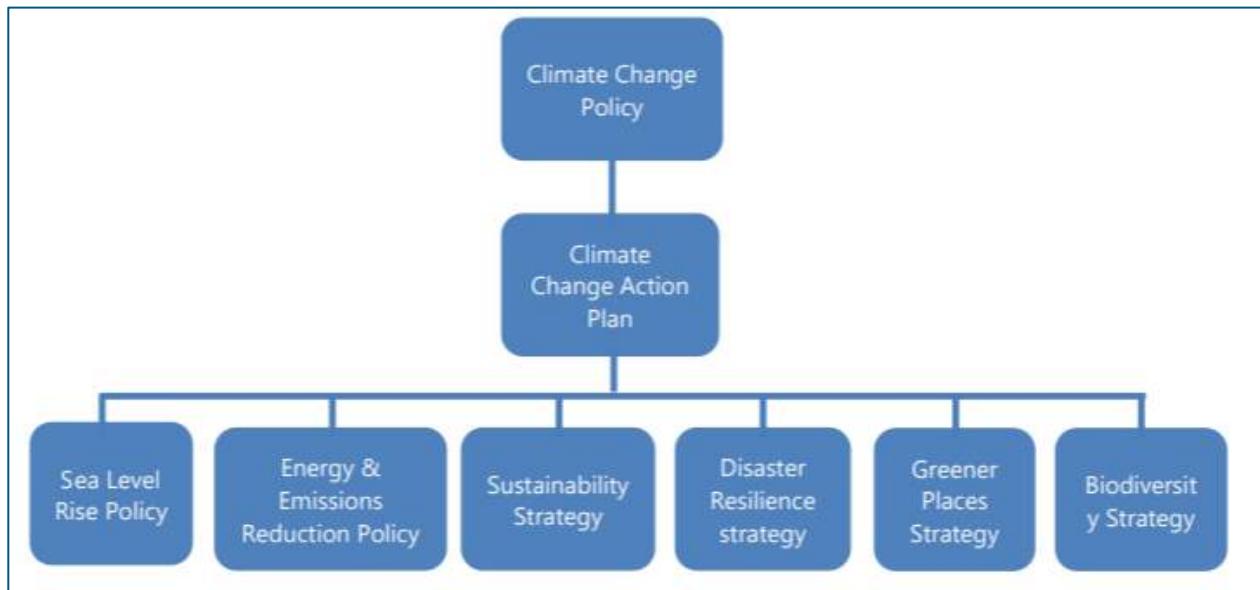 Climate Change
Policy
Climate
Change Action
Plan
Sea Level
Rise Policy
Energy &
Emissions
Reduction Policy
Sustainability
Strategy
Disaster
Resilience
strategy
Greener
Places
Strategy
Biodiversit
y Strategy